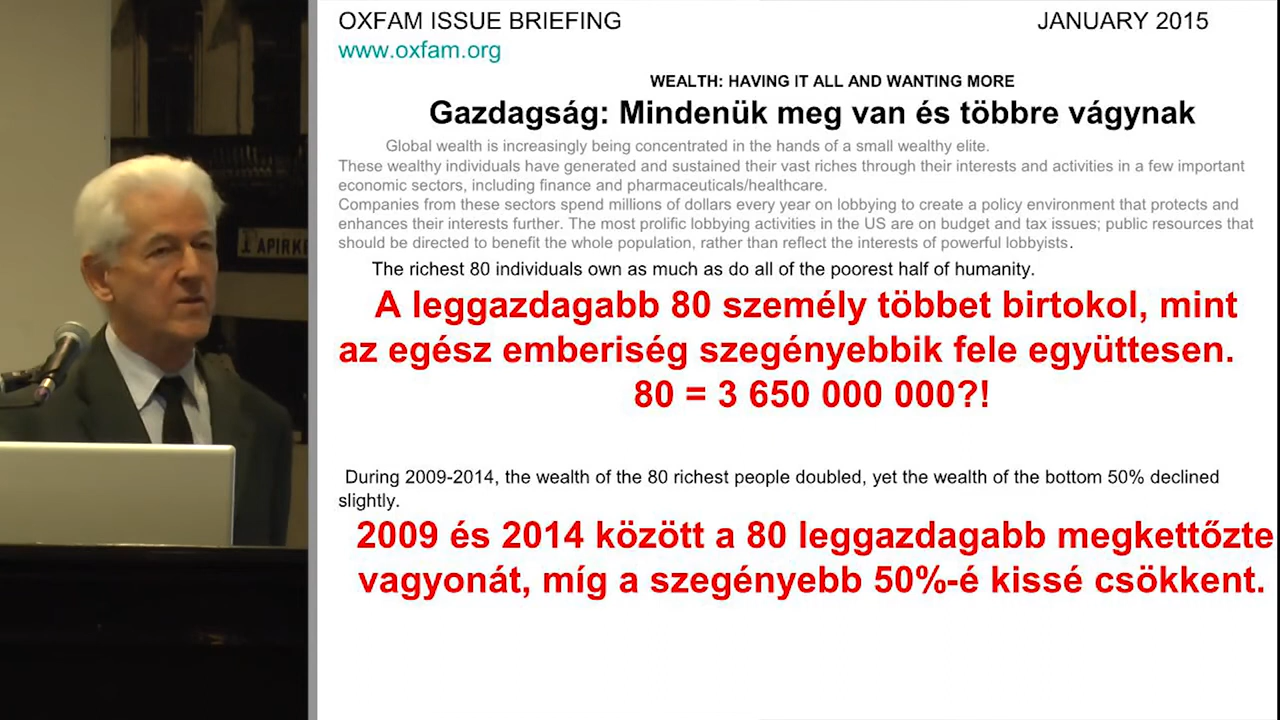 OXFAM ISSUE BRIEFING JANUARY 2015
www.oxfam.org
WEALTH: HAVING IT ALL AND WANTING MORE
Gazdagság: Mindenük meg van és többre vágynak
Global wealth is increasingly being concentrated in the hands of a small wealthy elite.
These wealthy individuals have generated and sustained their vast riches through their interests and activities in a few important
economic sectors, including finance and pharmaceuticals/healthcare.
Companies from these sectors spend millions of dollars every year on lobbying to create a policy environment that protects and
enhances their interests further. The most prolific lobbying activities in the US are on budget and tax issues; public resources that
should be directed to benefit the whole population, rather than reflect the interests of powerful lobbyists.
The richest 80 individuals own as much as do all of the poorest half of humanity.
A leggazdagabb 80 személy többet birtokol, mint
az egész emberiség szegényebbik fele együttesen.
80 = 3 650 000 000?!
During 2009-2014, the wealth of the 80 richest people doubled, yet the wealth of the bottom 50% declined
slightly.
2009 és 2014 között a 80 leggazdagabb megkettőzte
vagyonát, míg a szegényebb 50%-é kissé csökkent.